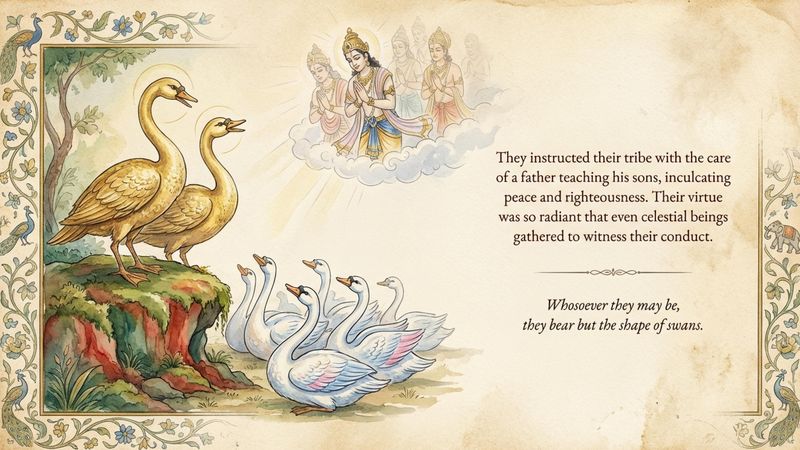 They instructed their tribe with the care
of a father teaching his sons, inculcating
peace and righteousness. Their virtue
was so radiant that even celestial beings
gathered to witness their conduct.
Whosoever they may be,
they bear but the shape of swans.